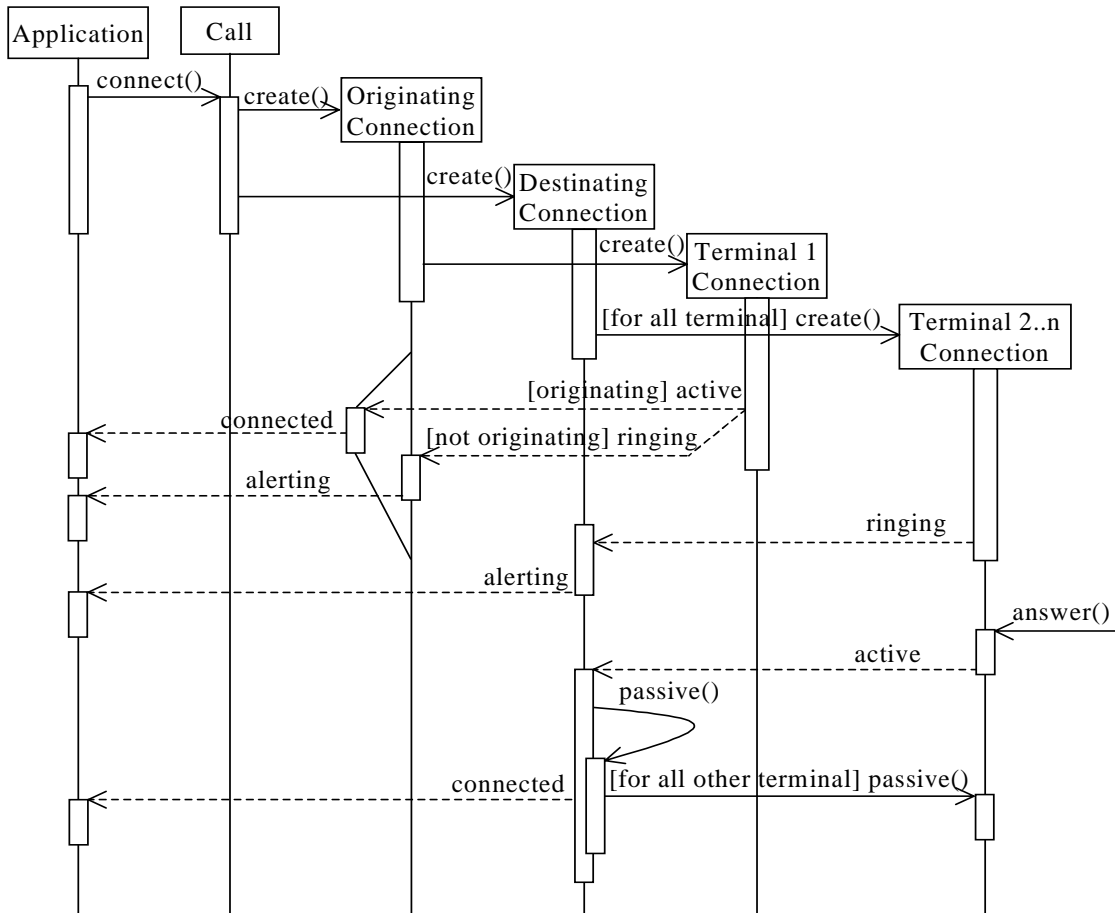 Application
Call
connect()
create()
Originating
Connection
create()
Destinating
Connection
create()
Terminal 1
Connection
[for all terminal] create()
Terminal 2..n
Connection
[originating] active
connected
[not originating] ringing
alerting
ringing
alerting
answer()
active
passive()
connected
[for all other terminal] passive()